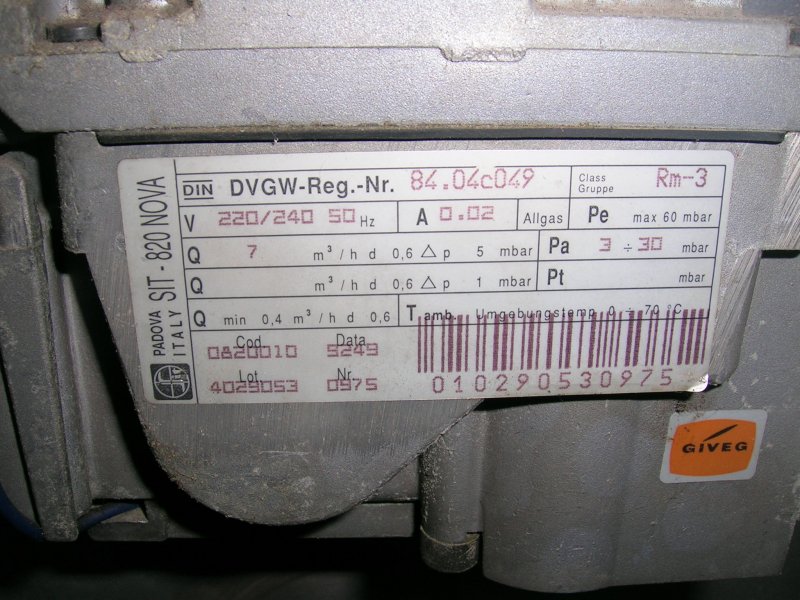 PADOVA
ITALY
SIT - 820 NOVA
DIN DVGW-Reg.-Nr. 84.04c049 Class Gruppe Rm-3
V 220/240 50 Hz A 0.02 Allgas Pe max 60 mbar
Q 7 m³/h d 0,6 △ p 5 mbar Pa 3 ÷ 30 mbar
Q m³/h d 0,6 △ p 1 mbar Pt mbar
Q min 0,4 m³/h d 0,6 T amb. Umgebungstemp. 0 ÷ 70 °C
Cod. Data
0820010 9249
Lot Nr.
4029053 0975
010290530975
GIVEG